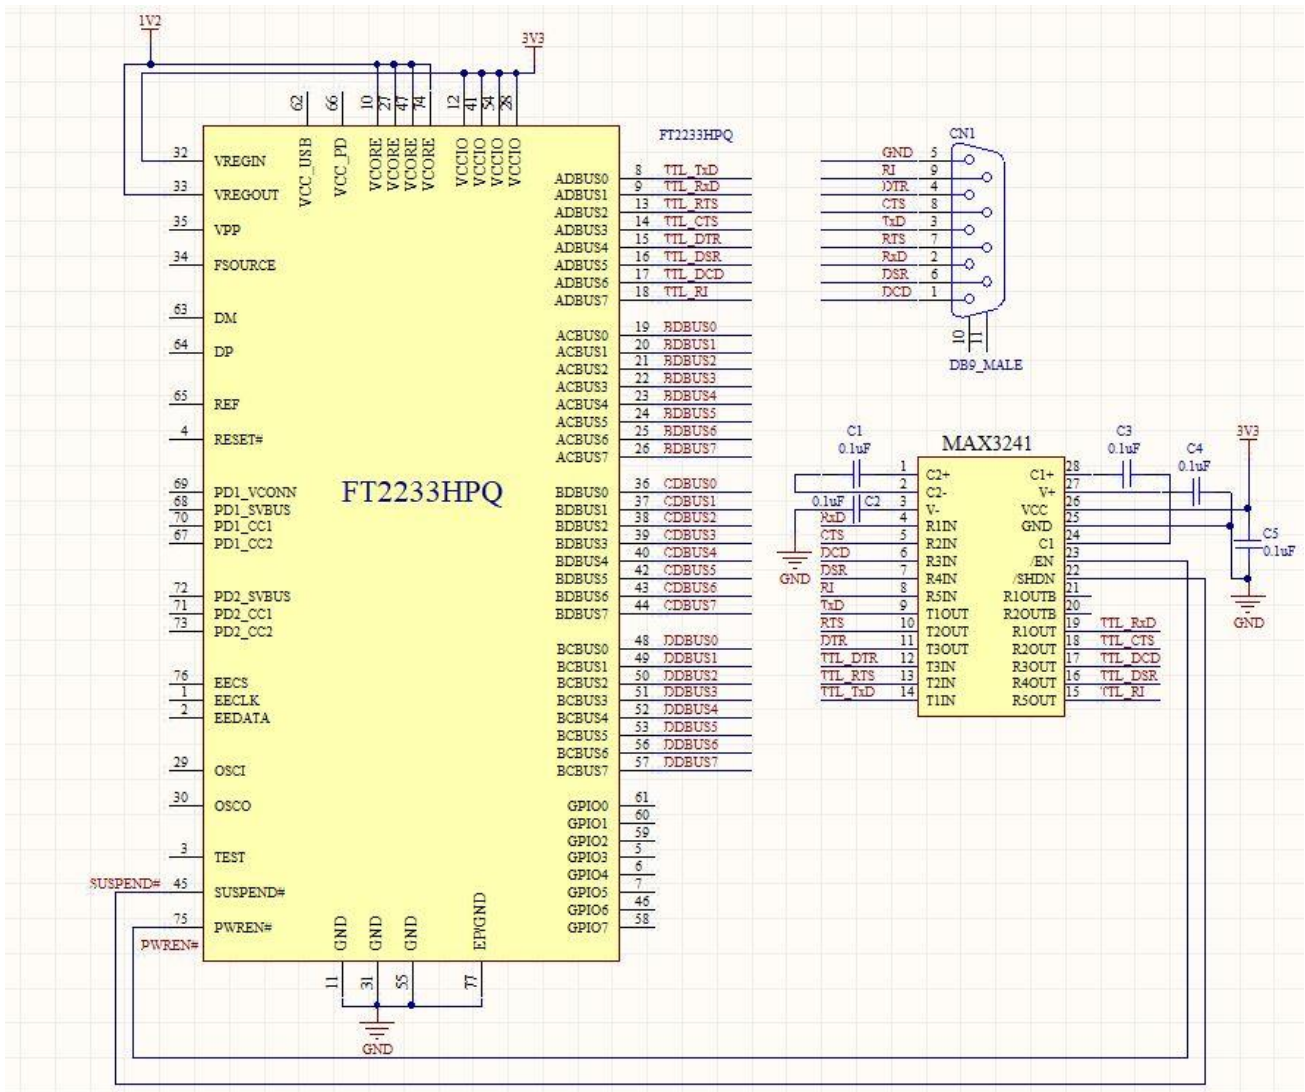 1V2
3V3
62
66
10
27
47
74
12
41
54
28
VCC_USB
VCC_PD
VCORE
VCORE
VCORE
VCORE
VCCIO
VCCIO
VCCIO
VCCIO
32 VREGIN
33 VREGOUT
35 VPP
34 FSOURCE
63 DM
64 DP
65 REF
4 RESET#
69 PD1_VCONN
68 PD1_SVBUS
70 PD1_CC1
67 PD1_CC2
72 PD2_SVBUS
71 PD2_CC1
73 PD2_CC2
76 EECS
1 EECLK
2 EEDATA
29 OSCI
30 OSCO
3 TEST
SUSPEND# 45 SUSPEND#
75 PWREN#
PWREN#
FT2233HPQ
FT2233HPQ
ADBUS0 8 TTL_TxD
ADBUS1 9 TTL_RxD
ADBUS2 13 TTL_RTS
ADBUS3 14 TTL_CTS
ADBUS4 15 TTL_DTR
ADBUS5 16 TTL_DSR
ADBUS6 17 TTL_DCD
ADBUS7 18 TTL_RI
ACBUS0 19 BDBUS0
ACBUS1 20 BDBUS1
ACBUS2 21 BDBUS2
ACBUS3 22 BDBUS3
ACBUS4 23 BDBUS4
ACBUS5 24 BDBUS5
ACBUS6 25 BDBUS6
ACBUS7 26 BDBUS7
BDBUS0 36 CDBUS0
BDBUS1 37 CDBUS1
BDBUS2 38 CDBUS2
BDBUS3 39 CDBUS3
BDBUS4 40 CDBUS4
BDBUS5 42 CDBUS5
BDBUS6 43 CDBUS6
BDBUS7 44 CDBUS7
BCBUS0 48 DDBUS0
BCBUS1 49 DDBUS1
BCBUS2 50 DDBUS2
BCBUS3 51 DDBUS3
BCBUS4 52 DDBUS4
BCBUS5 53 DDBUS5
BCBUS6 56 DDBUS6
BCBUS7 57 DDBUS7
GPIO0 61
GPIO1 60
GPIO2 59
GPIO3 5
GPIO4 6
GPIO5 7
GPIO6 46
GPIO7 58
GND
GND
GND
EP/GND
11
31
55
77
GND
CN1
GND 5
RI 9
DTR 4
CTS 8
TxD 3
RTS 7
RxD 2
DSR 6
DCD 1
10
11
DB9_MALE
MAX3241
C1
0.1uF
0.1uF C2
GND
1 C2+
2 C2-
3 V-
RxD 4 R1IN
CTS 5 R2IN
DCD 6 R3IN
DSR 7 R4IN
RI 8 R5IN
TxD 9 T1OUT
RTS 10 T2OUT
DTR 11 T3OUT
TTL_DTR 12 T3IN
TTL_RTS 13 T2IN
TTL_TxD 14 T1IN
C1+ 28
V+ 27
VCC 26
GND 25
C1 24
/EN 23
/SHDN 22
R1OUTB 21
R2OUTB 20
R1OUT 19 TTL_RxD
R2OUT 18 TTL_CTS
R3OUT 17 TTL_DCD
R4OUT 16 TTL_DSR
R5OUT 15 TTL_RI
C3
0.1uF
C4
0.1uF
3V3
C5
0.1uF
GND